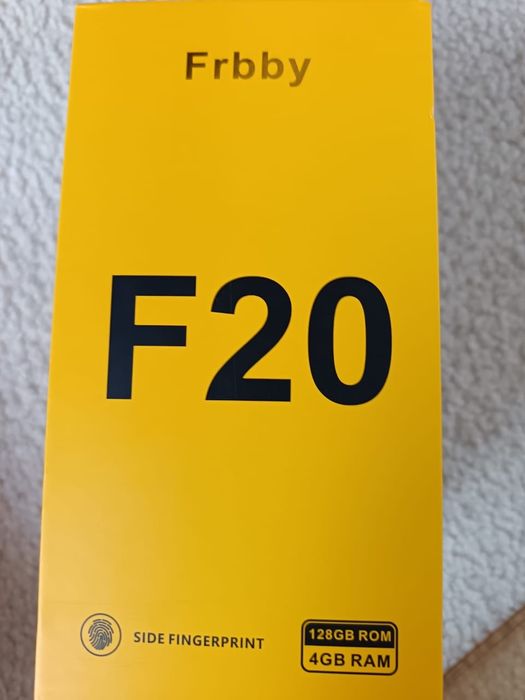 Frbby
F20
SIDE FINGERPRINT
128GB ROM
4GB RAM